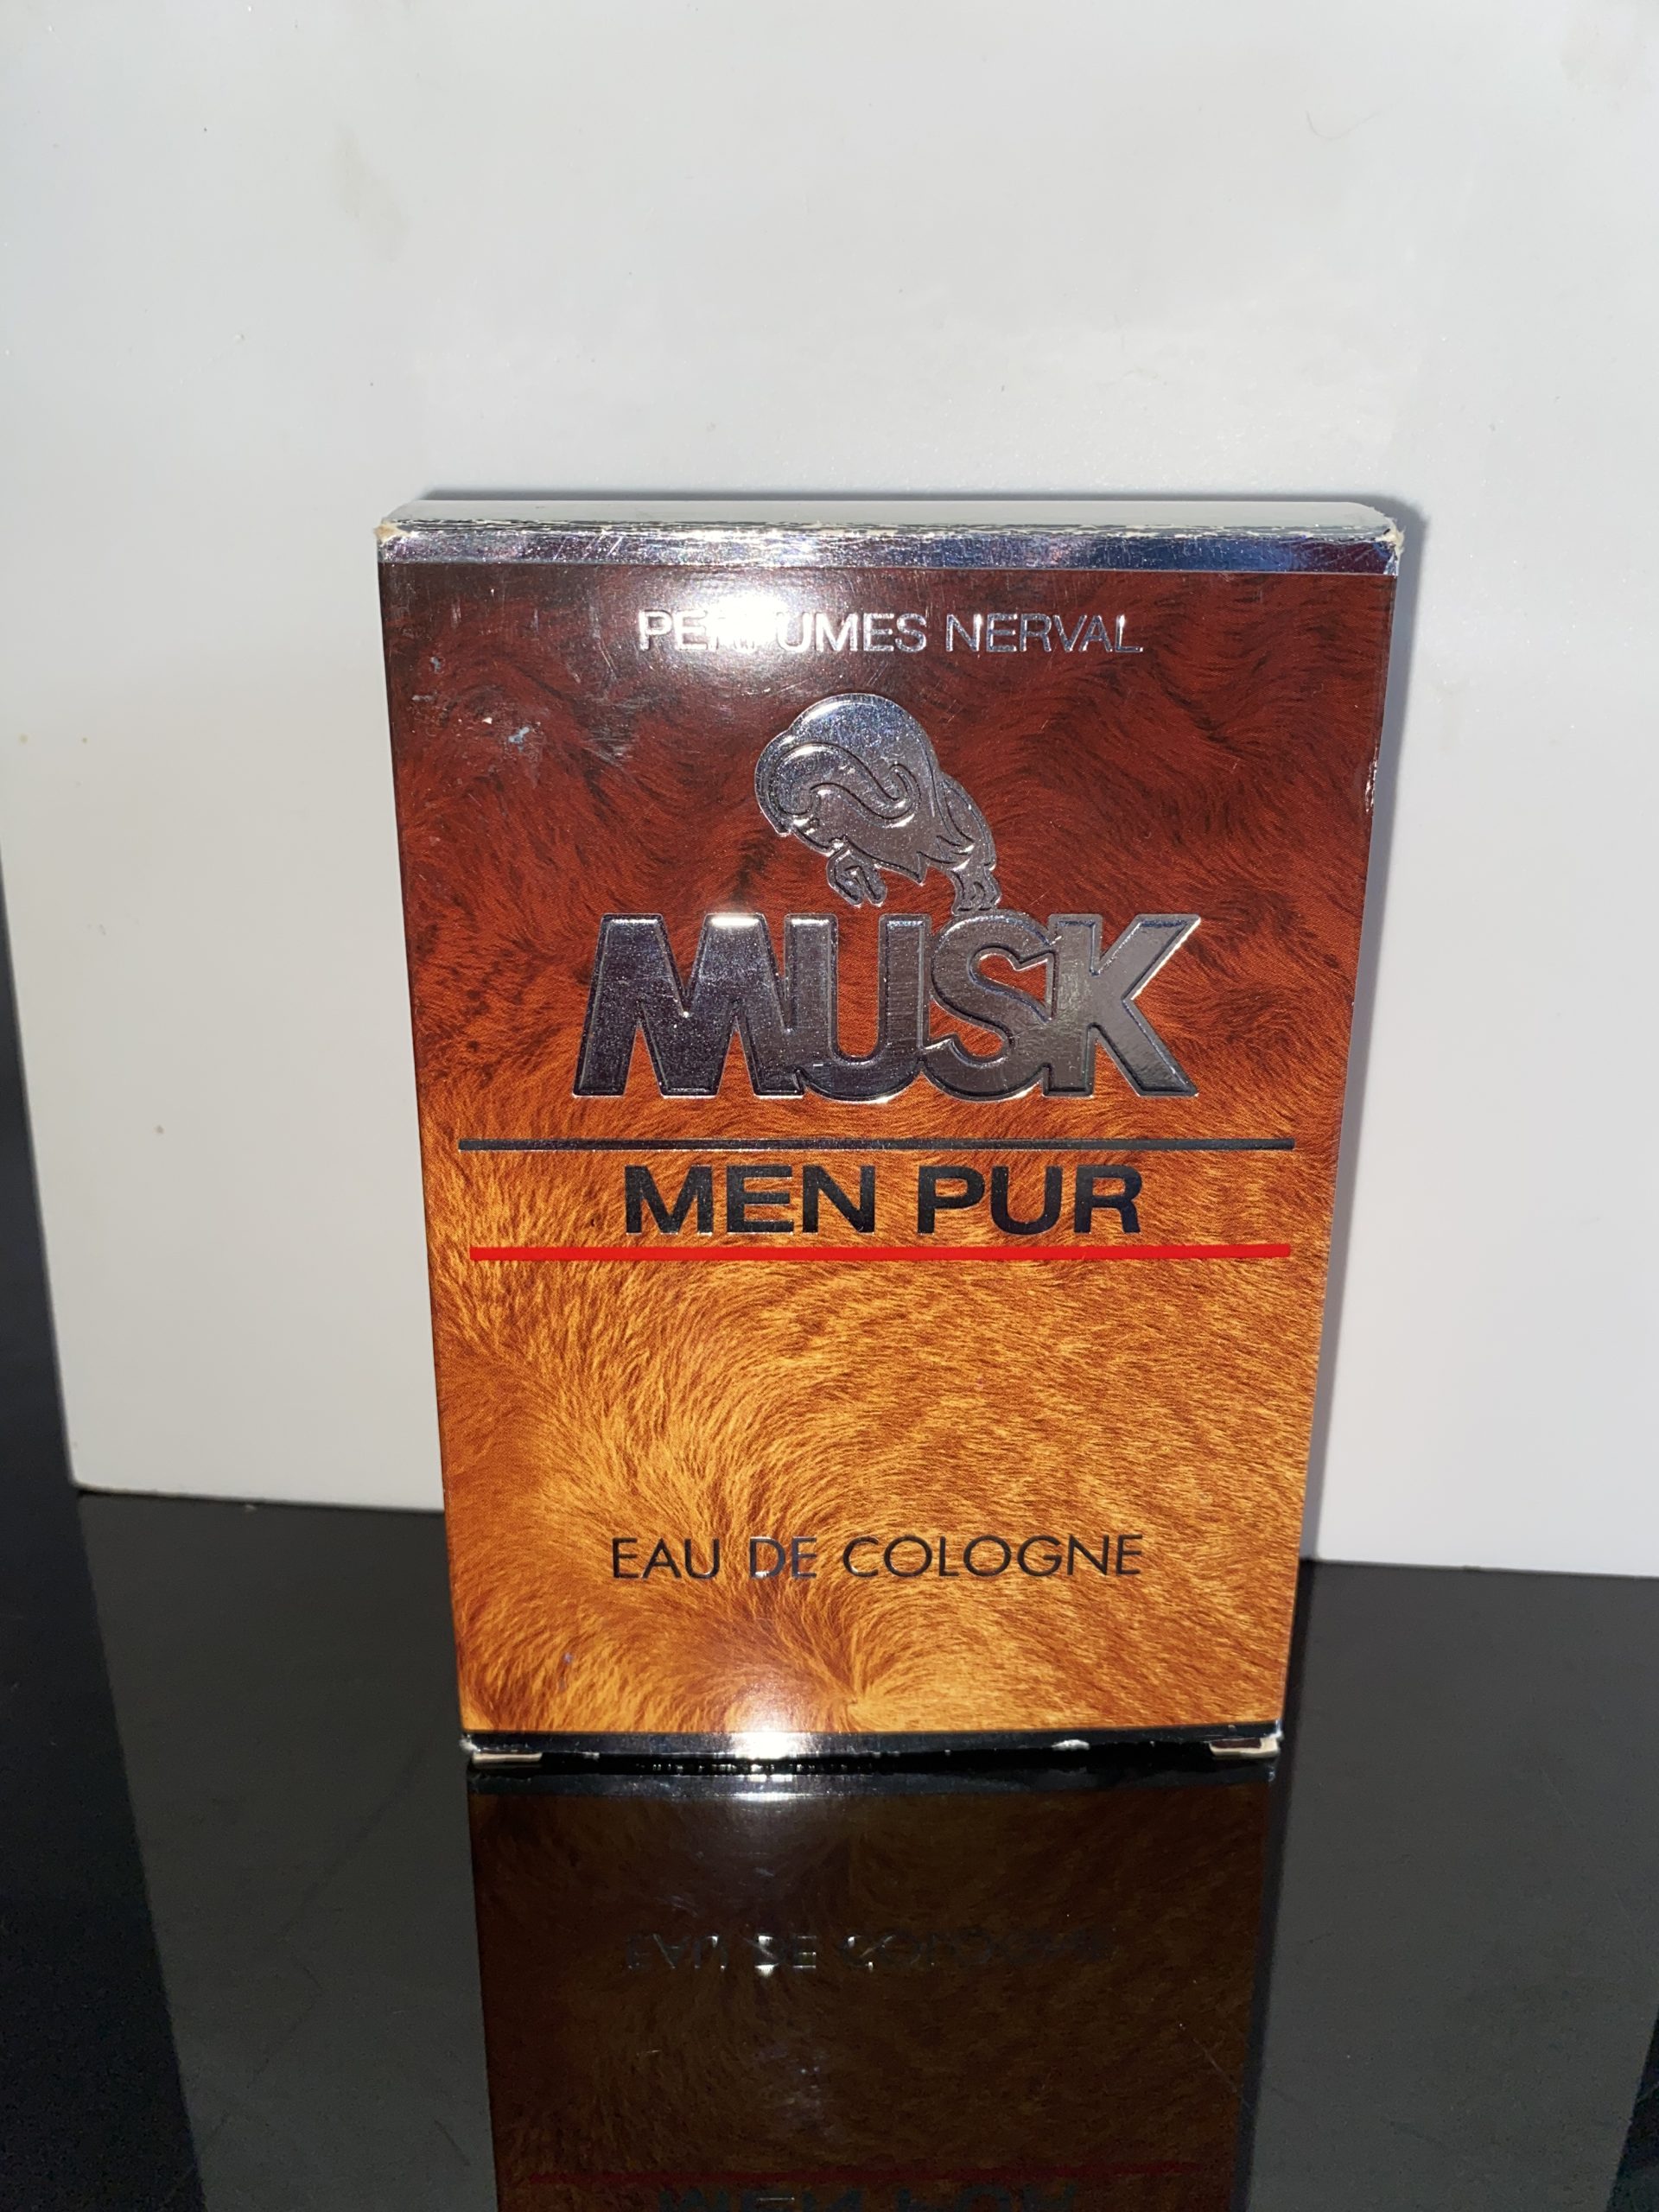 PERFUMES NERVAL
MUSK
MEN PUR
EAU DE COLOGNE